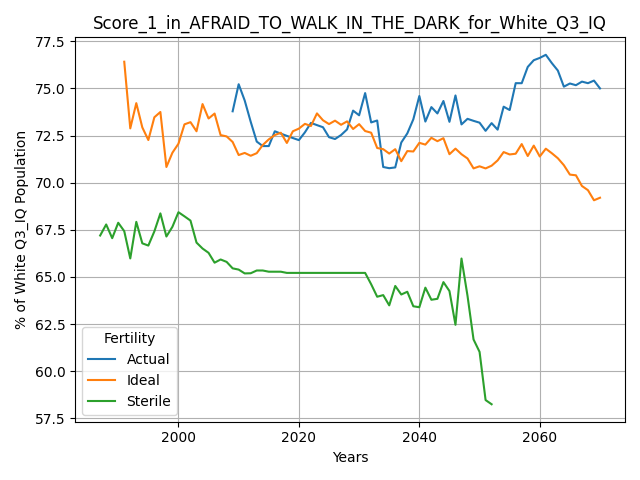 Score_1_in_AFRAID_TO_WALK_IN_THE_DARK_for_White_Q3_IQ
% of White Q3_IQ Population
77.5
75.0
72.5
70.0
67.5
65.0
62.5
60.0
57.5
Fertility
Actual
Ideal
Sterile
2000
2020
2040
2060
Years